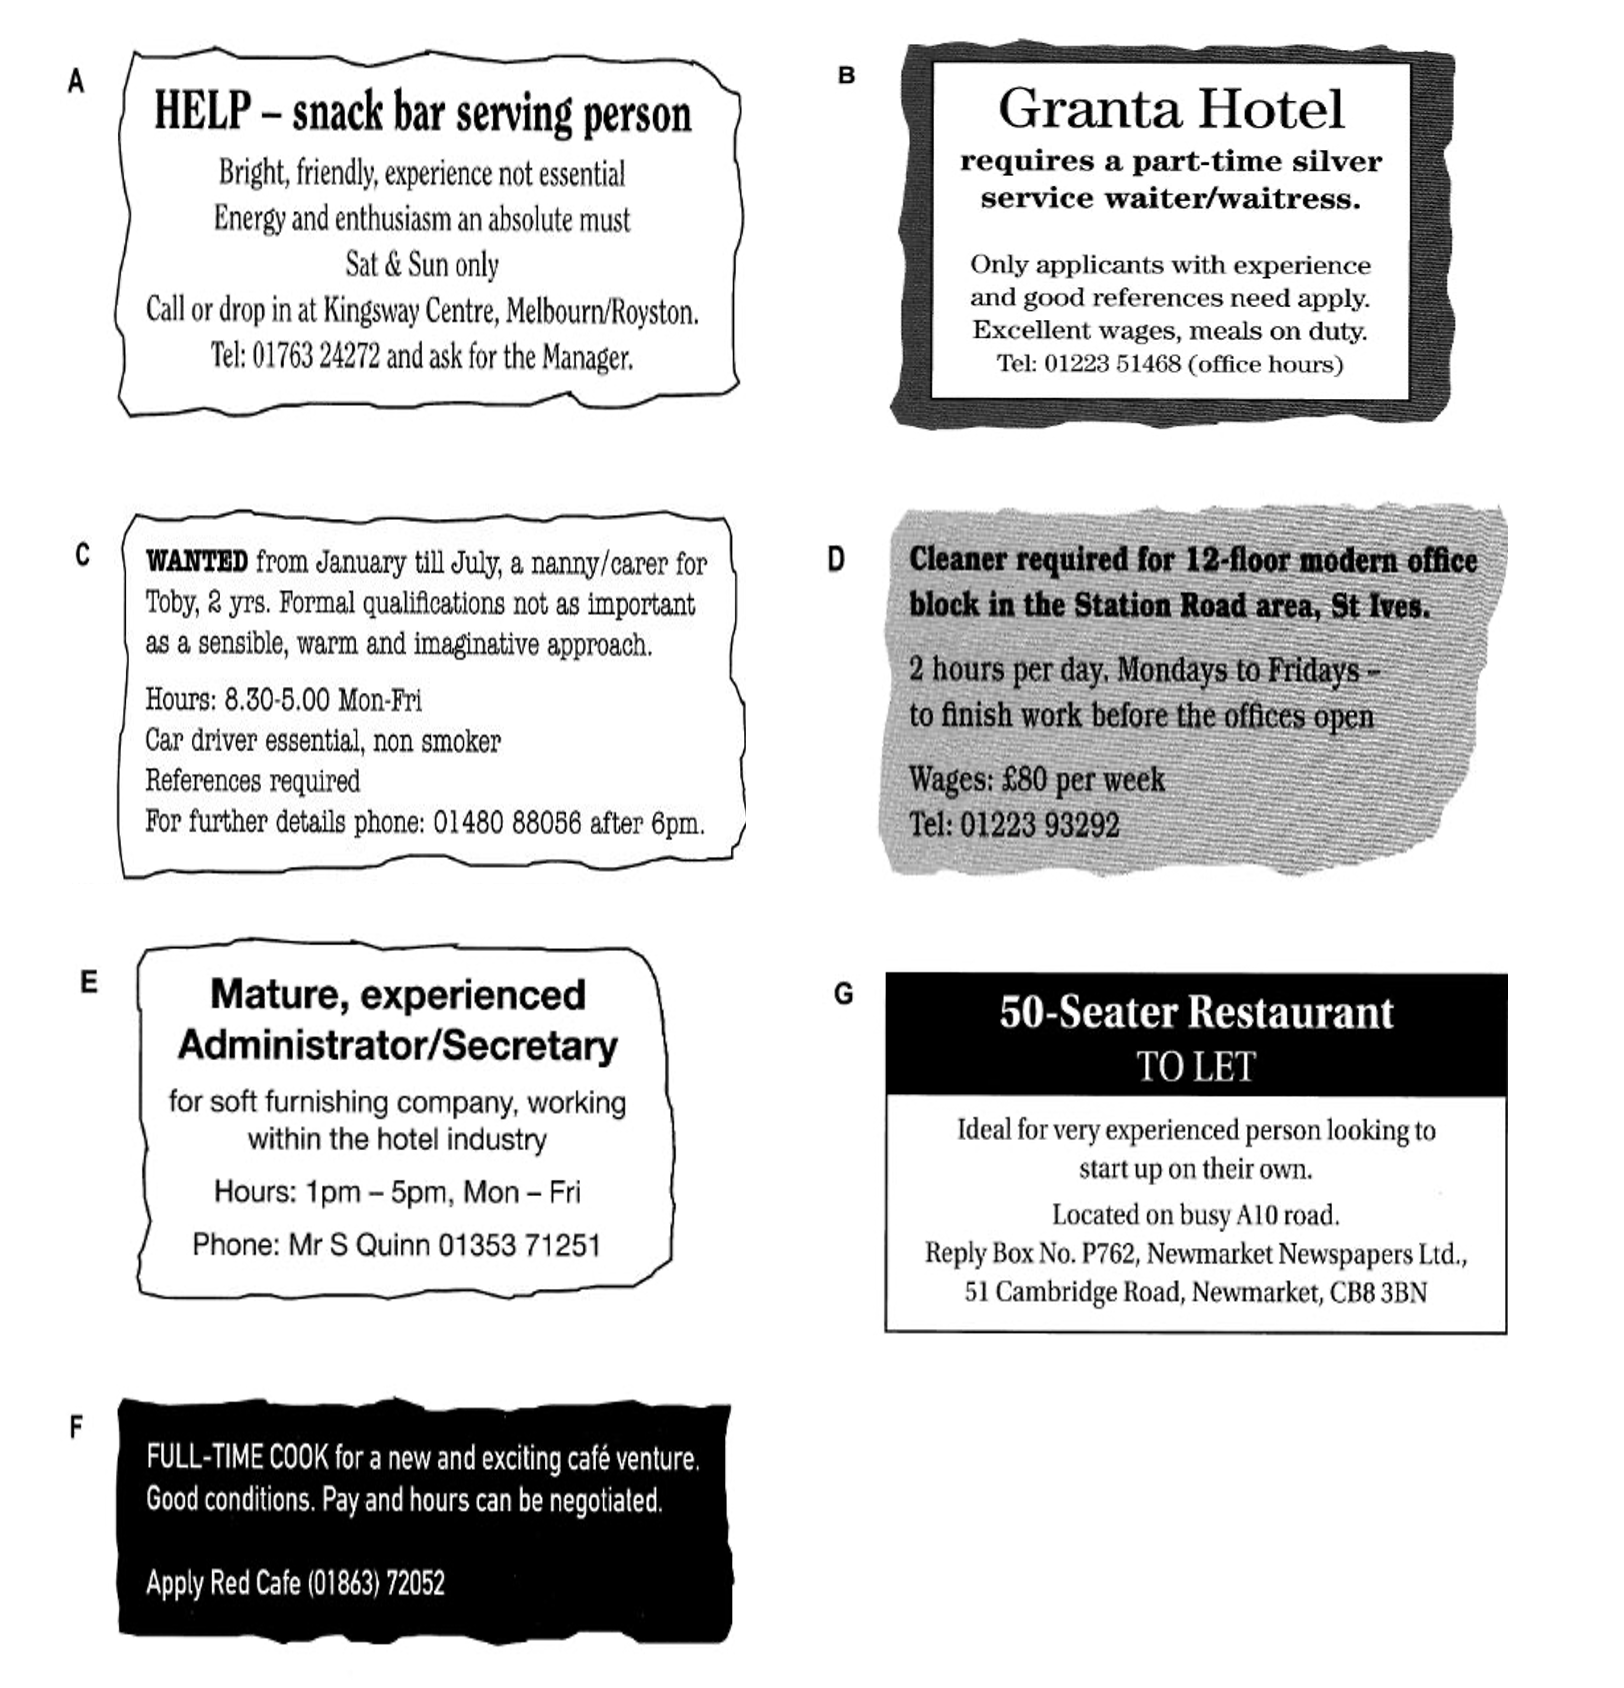 A
HELP – snack bar serving person
Bright, friendly, experience not essential
Energy and enthusiasm an absolute must
Sat & Sun only
Call or drop in at Kingsway Centre, Melbourn/Royston.
Tel: 01763 24272 and ask for the Manager.
B
Granta Hotel
requires a part-time silver
service waiter/waitress.
Only applicants with experience
and good references need apply.
Excellent wages, meals on duty.
Tel: 01223 51468 (office hours)
C
WANTED from January till July, a nanny/carer for
Toby, 2 yrs. Formal qualifications not as important
as a sensible, warm and imaginative approach.
Hours: 8.30-5.00 Mon-Fri
Car driver essential, non smoker
References required
For further details phone: 01480 88056 after 6pm.
D
Cleaner required for 12-floor modern office
block in the Station Road area, St Ives.
2 hours per day. Mondays to Fridays –
to finish work before the offices open
Wages: £80 per week
Tel: 01223 93292
E
Mature, experienced
Administrator/Secretary
for soft furnishing company, working
within the hotel industry
Hours: 1pm – 5pm, Mon – Fri
Phone: Mr S Quinn 01353 71251
G
50-Seater Restaurant
TO LET
Ideal for very experienced person looking to
start up on their own.
Located on busy A10 road.
Reply Box No. P762, Newmarket Newspapers Ltd.,
51 Cambridge Road, Newmarket, CB8 3BN
F
FULL-TIME COOK for a new and exciting café venture.
Good conditions. Pay and hours can be negotiated.
Apply Red Cafe (01863) 72052